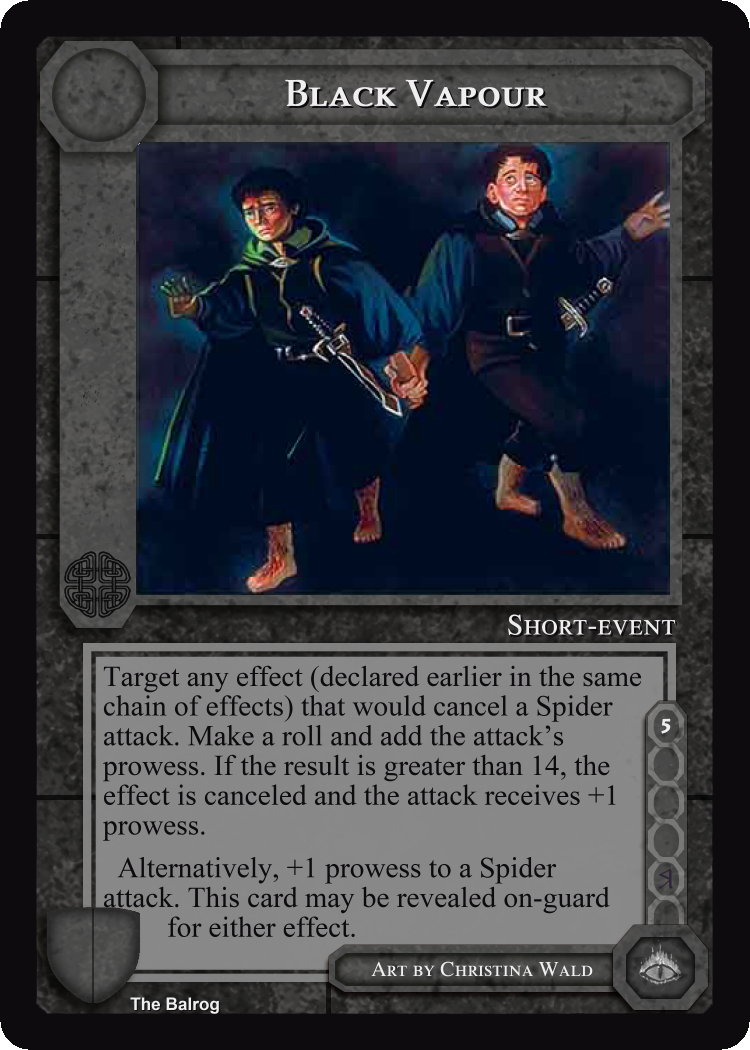 BLACK VAPOUR
SHORT-EVENT
Target any effect (declared earlier in the same
chain of effects) that would cancel a Spider
attack. Make a roll and add the attack's
prowess. If the result is greater than 14, the
effect is canceled and the attack receives +1
prowess.
Alternatively, +1 prowess to a Spider
attack. This card may be revealed on-guard
for either effect.
5
ART BY CHRISTINA WALD
The Balrog